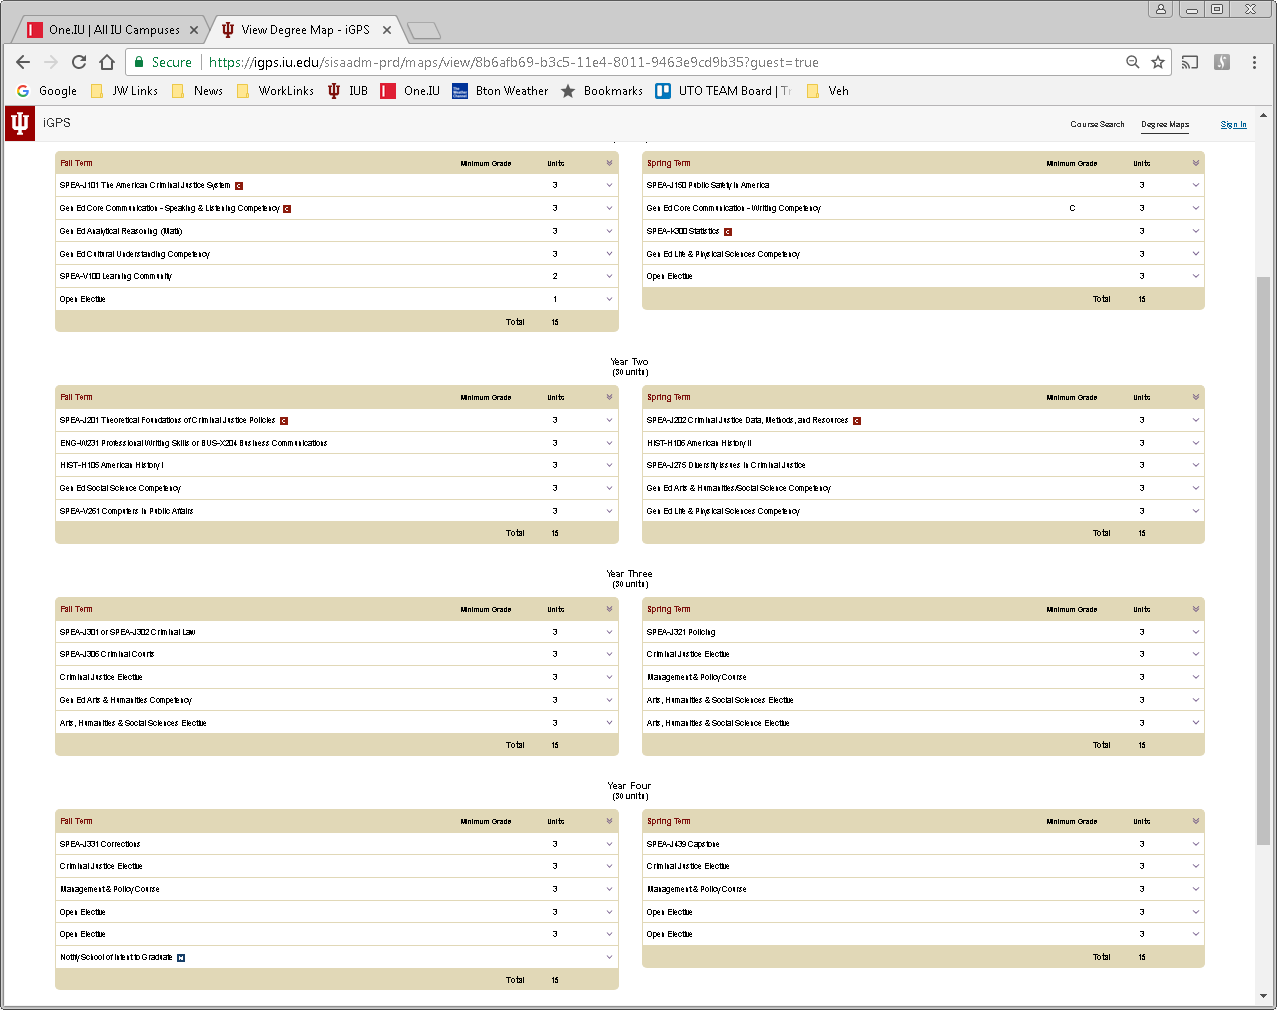 One.IU | All IU Campuses
View Degree Map - iGPS
Secure
https://igps.iu.edu/sisaadm-prd/maps/view/8b6afb69-b3c5-11e4-8011-9463e9cd9b35?guest=true
Google JW Links News WorkLinks IUB One.IU Bton Weather Bookmarks UTO TEAM Board | Tr Veh
iGPS
Course Search Degree Maps Sign In
Fall Term Minimum Grade Units
SPEA-J101 The American Criminal Justice System C 3
Gen Ed Core Communication - Speaking & Listening Competency C 3
Gen Ed Analytical Reasoning (Math) 3
Gen Ed Cultural Understanding Competency 3
SPEA-V100 Learning Community 2
Open Elective 1
Total 15
Spring Term Minimum Grade Units
SPEA-J150 Public Safety in America 3
Gen Ed Core Communication - Writing Competency C 3
SPEA-K300 Statistics C 3
Gen Ed Life & Physical Sciences Competency 3
Open Elective 3
Total 15
Year Two
(30 units)
Fall Term Minimum Grade Units
SPEA-J201 Theoretical Foundations of Criminal Justice Policies C 3
ENG-W231 Professional Writing Skills or BUS-X204 Business Communications 3
HIST-H105 American History I 3
Gen Ed Social Science Competency 3
SPEA-V261 Computers in Public Affairs 3
Total 15
Spring Term Minimum Grade Units
SPEA-J202 Criminal Justice Data, Methods, and Resources C 3
HIST-H106 American History II 3
SPEA-J275 Diversity Issues in Criminal Justice 3
Gen Ed Arts & Humanities/Social Science Competency 3
Gen Ed Life & Physical Sciences Competency 3
Total 15
Year Three
(30 units)
Fall Term Minimum Grade Units
SPEA-J301 or SPEA-J302 Criminal Law 3
SPEA-J306 Criminal Courts 3
Criminal Justice Elective 3
Gen Ed Arts & Humanities Competency 3
Arts, Humanities & Social Sciences Elective 3
Total 15
Spring Term Minimum Grade Units
SPEA-J321 Policing 3
Criminal Justice Elective 3
Management & Policy Course 3
Arts, Humanities & Social Sciences Elective 3
Arts, Humanities & Social Science Elective 3
Total 15
Year Four
(30 units)
Fall Term Minimum Grade Units
SPEA-J331 Corrections 3
Criminal Justice Elective 3
Management & Policy Course 3
Open Elective 3
Open Elective 3
Notify School of Intent to Graduate
Total 15
Spring Term Minimum Grade Units
SPEA-J439 Capstone 3
Criminal Justice Elective 3
Management & Policy Course 3
Open Elective 3
Open Elective 3
Total 15